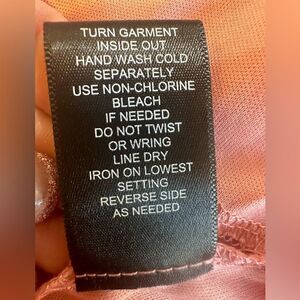 TURN GARMENT
INSIDE OUT
HAND WASH COLD
SEPARATELY
USE NON-CHLORINE
BLEACH
IF NEEDED
DO NOT TWIST
OR WRING
LINE DRY
IRON ON LOWEST
SETTING
REVERSE SIDE
AS NEEDED